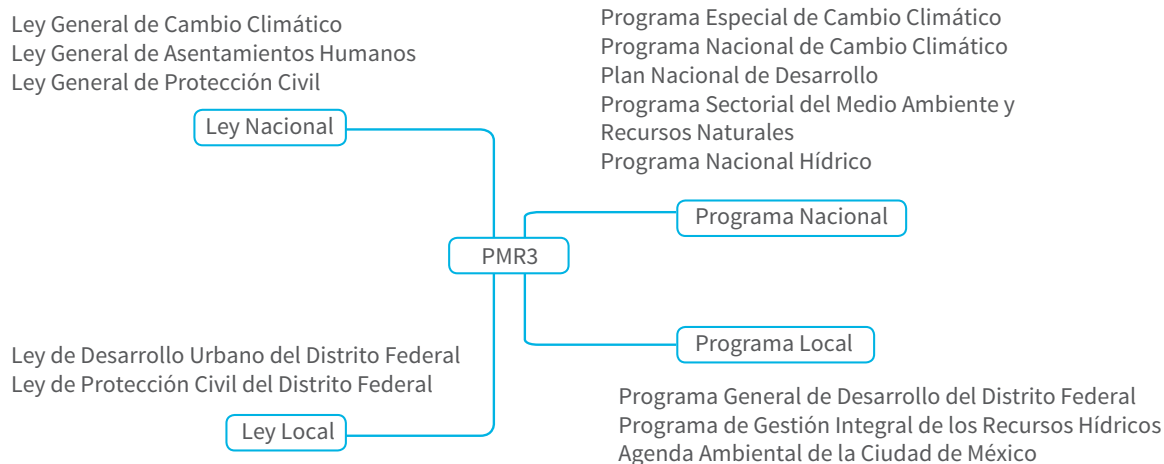 Ley General de Cambio Climático
Ley General de Asentamientos Humanos
Ley General de Protección Civil
Ley Nacional
Programa Especial de Cambio Climático
Programa Nacional de Cambio Climático
Plan Nacional de Desarrollo
Programa Sectorial del Medio Ambiente y
Recursos Naturales
Programa Nacional Hídrico
Programa Nacional
PMR3
Programa Local
Ley de Desarrollo Urbano del Distrito Federal
Ley de Protección Civil del Distrito Federal
Ley Local
Programa General de Desarrollo del Distrito Federal
Programa de Gestión Integral de los Recursos Hídricos
Agenda Ambiental de la Ciudad de México